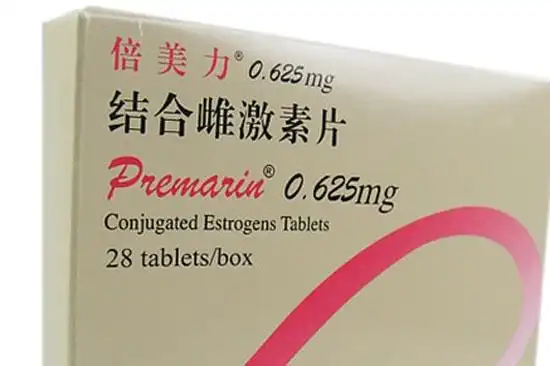 倍美力® 0.625mg
结合雌激素片
Premarin® 0.625mg
Conjugated Estrogens Tablets
28 tablets/box